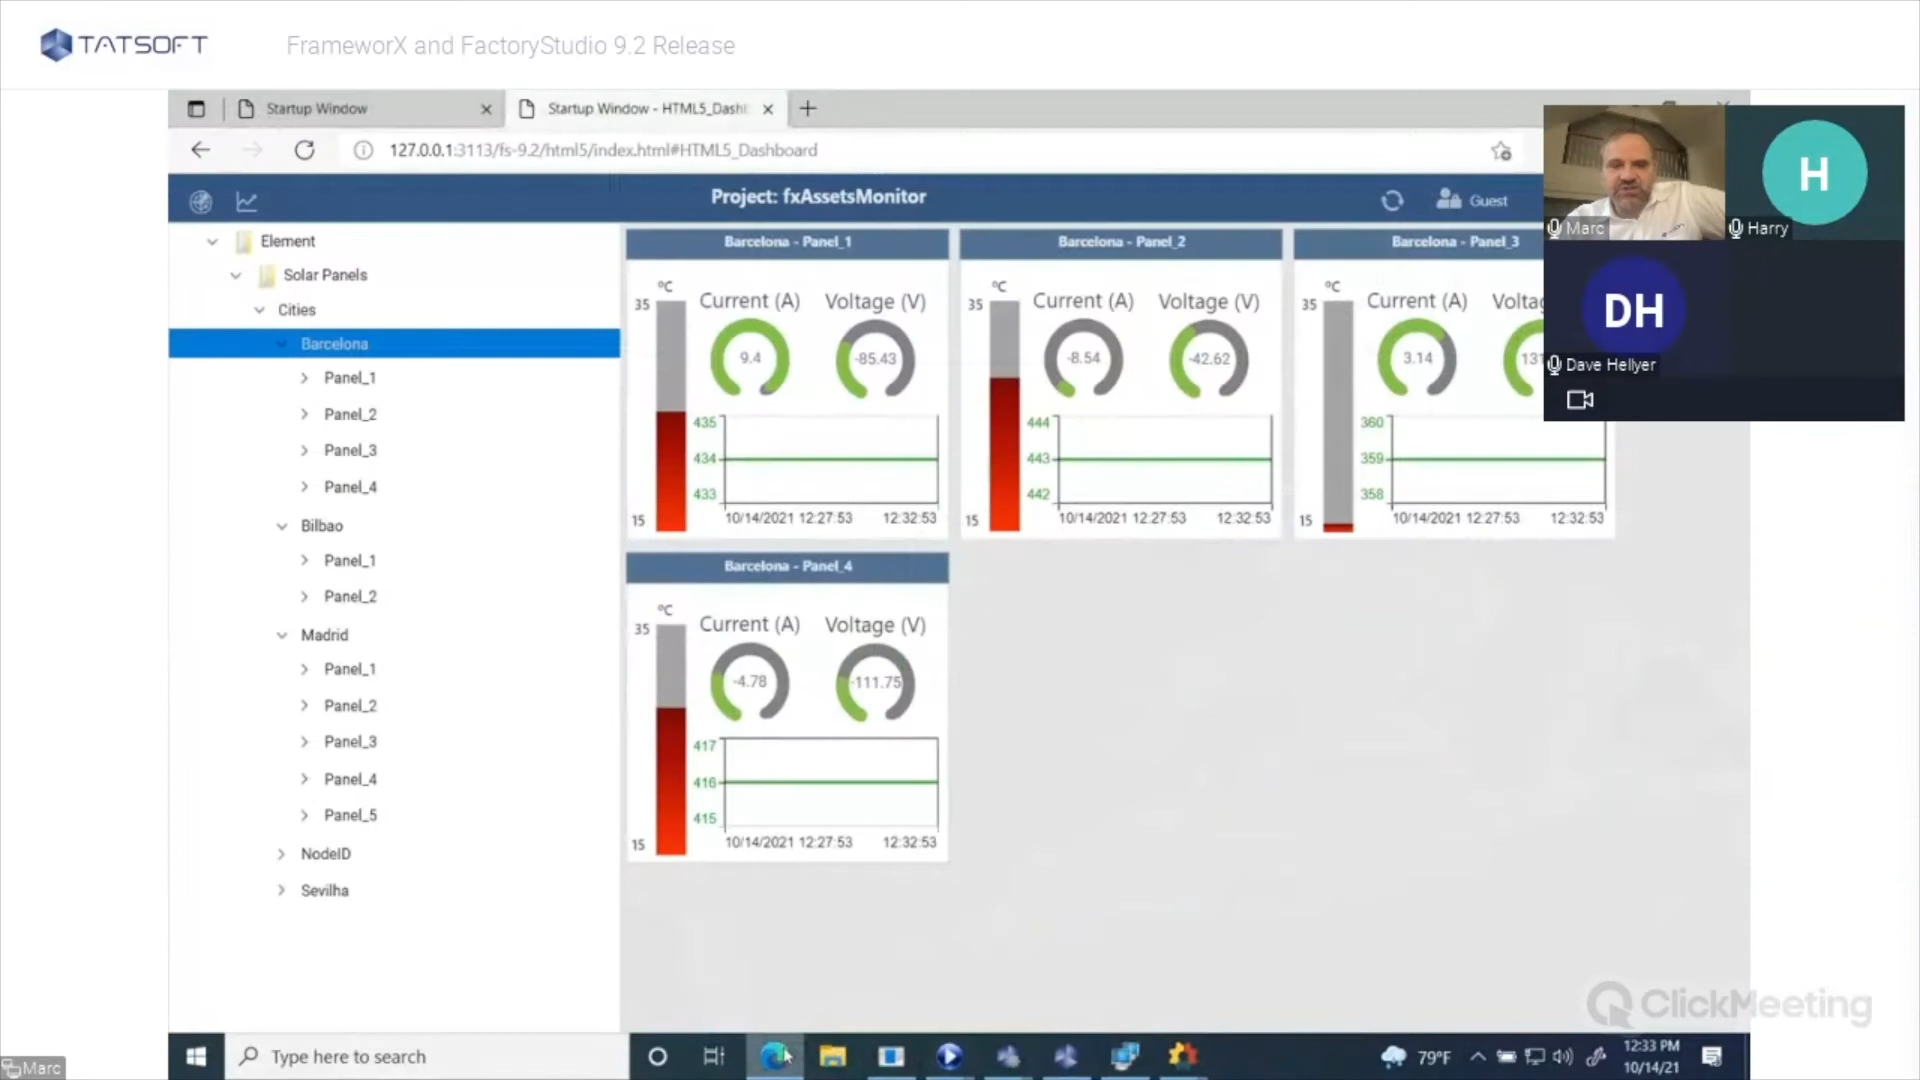 TATSOFT
FrameworX and FactoryStudio 9.2 Release
Startup Window
Startup Window - HTML5_Dash
127.0.0.1:3113/fs-9.2/html5/index.html#HTML5_Dashboard
Project: fxAssetsMonitor
Guest
Element
Solar Panels
Cities
Barcelona
Panel_1
Panel_2
Panel_3
Panel_4
Bilbao
Panel_1
Panel_2
Madrid
Panel_1
Panel_2
Panel_3
Panel_4
Panel_5
NodeID
Sevilha
Barcelona - Panel_1
ºC
35
15
Current (A)
Voltage (V)
9.4
-85.43
435
434
433
10/14/2021 12:27:53
12:32:53
Barcelona - Panel_2
ºC
35
15
Current (A)
Voltage (V)
-8.54
-42.62
444
443
442
10/14/2021 12:27:53
12:32:53
Barcelona - Panel_3
ºC
35
15
Current (A)
Volta
3.14
131
360
359
358
10/14/2021 12:27:53
12:32:53
Barcelona - Panel_4
ºC
35
15
Current (A)
Voltage (V)
-4.78
-111.75
417
416
415
10/14/2021 12:27:53
12:32:53
Marc
H
Harry
DH
Dave Hellyer
ClickMeeting
Type here to search
79°F
12:33 PM
10/14/21
Marc